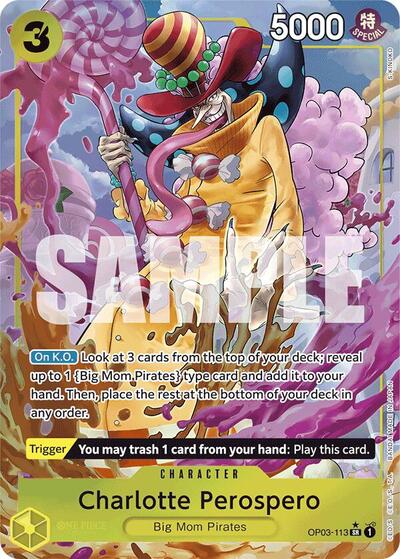 3
5000
特
SPECIAL
SAMPLE
On K.O. Look at 3 cards from the top of your deck; reveal
up to 1 {Big Mom Pirates} type card and add it to your
hand. Then, place the rest at the bottom of your deck in
any order.
Trigger You may trash 1 card from your hand: Play this card.
CHARACTER
Charlotte Perospero
Big Mom Pirates
ONE PIECE
OP03-113 SR 1